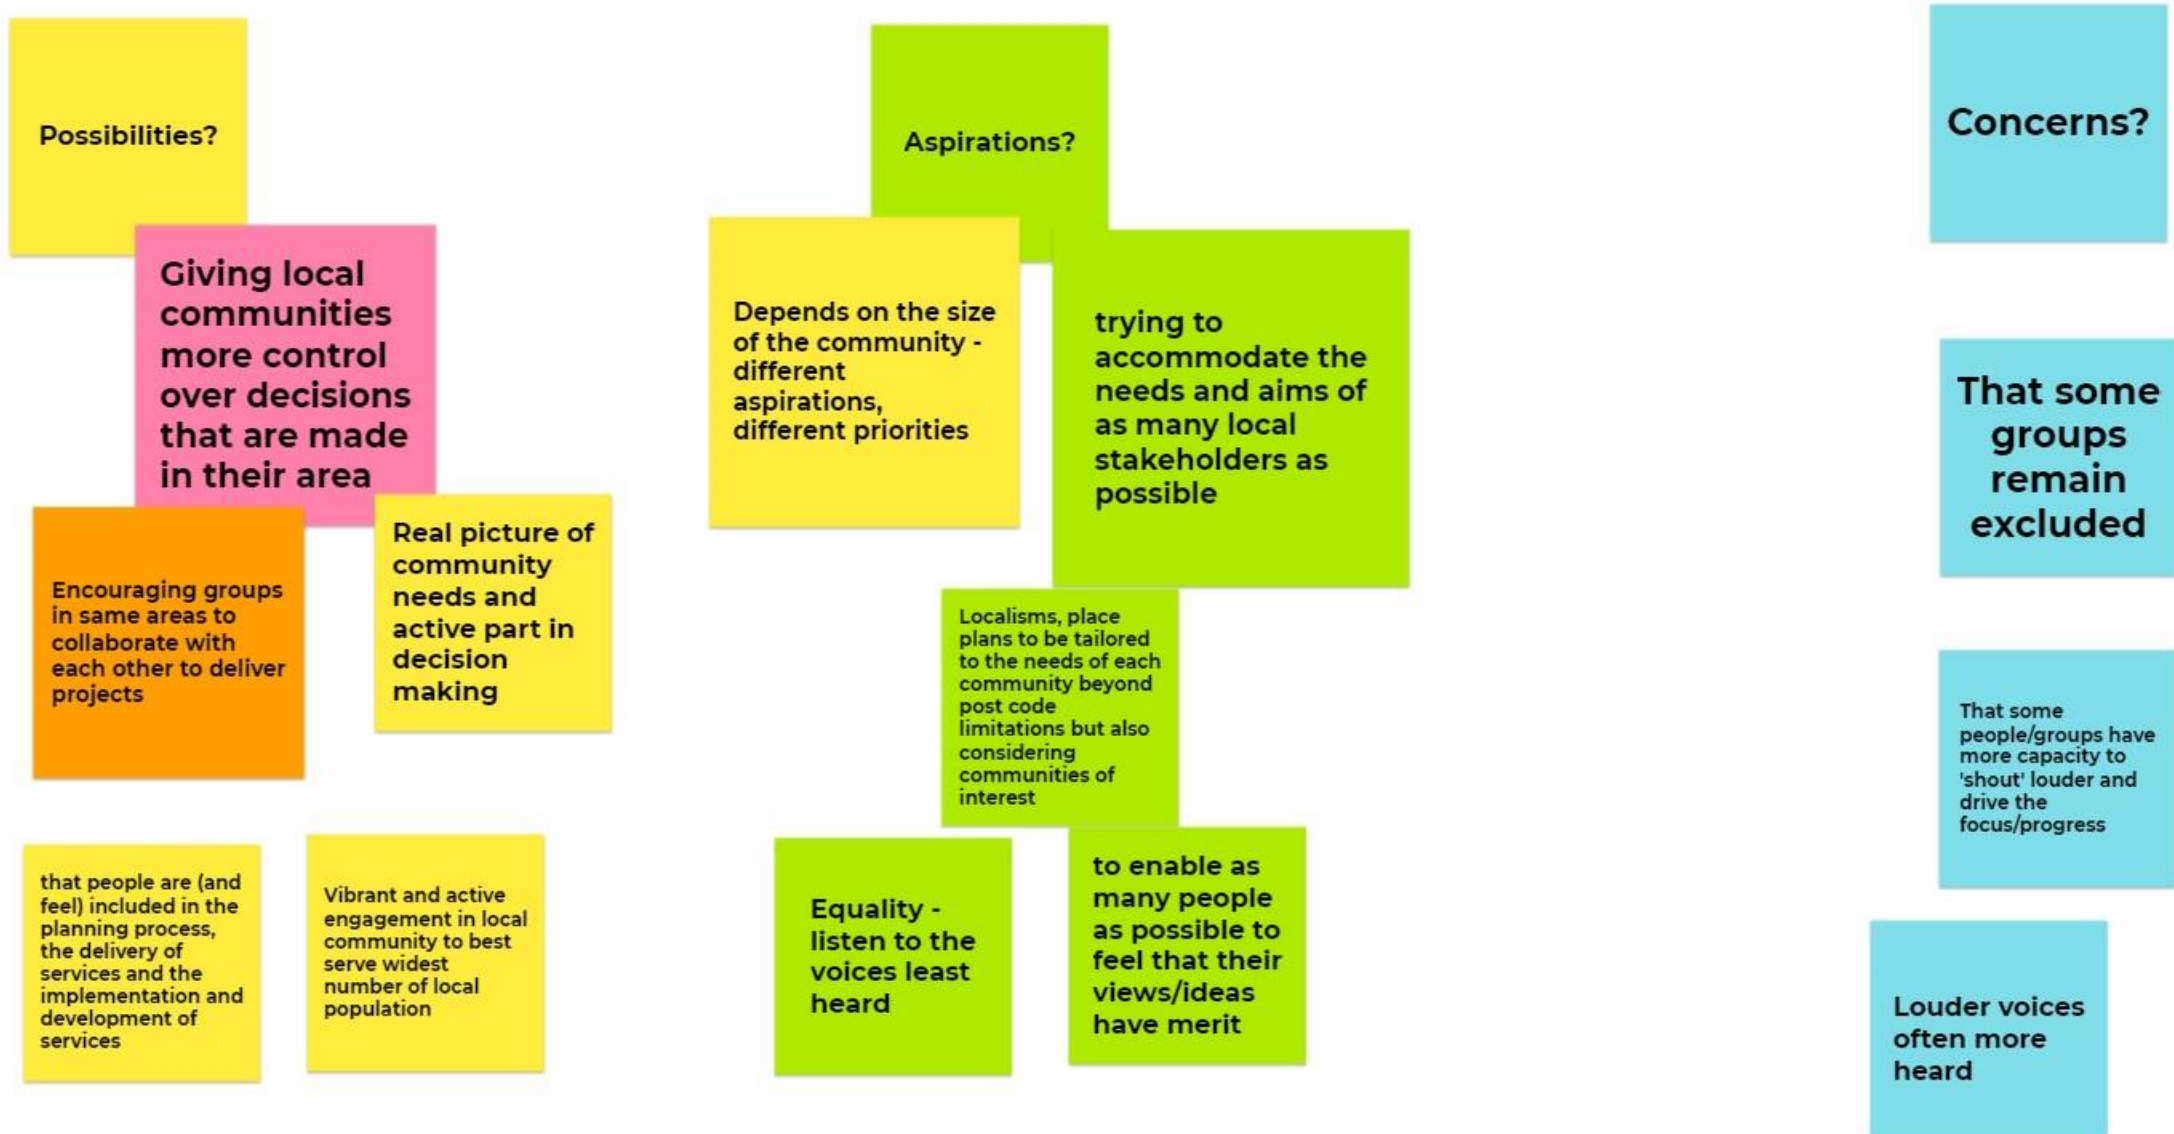 Possibilities?
Giving local
communities
more control
over decisions
that are made
in their area
Encouraging groups
in same areas to
collaborate with
each other to deliver
projects
Real picture of
community
needs and
active part in
decision
making
that people are (and
feel) included in the
planning process,
the delivery of
services and the
implementation and
development of
services
Vibrant and active
engagement in local
community to best
serve widest
number of local
population
Aspirations?
Depends on the size
of the community -
different
aspirations,
different priorities
trying to
accommodate the
needs and aims of
as many local
stakeholders as
possible
Localisms, place
plans to be tailored
to the needs of each
community beyond
post code
limitations but also
considering
communities of
interest
Equality -
listen to the
voices least
heard
to enable as
many people
as possible to
feel that their
views/ideas
have merit
Concerns?
That some
groups
remain
excluded
That some
people/groups have
more capacity to
'shout' louder and
drive the
focus/progress
Louder voices
often more
heard